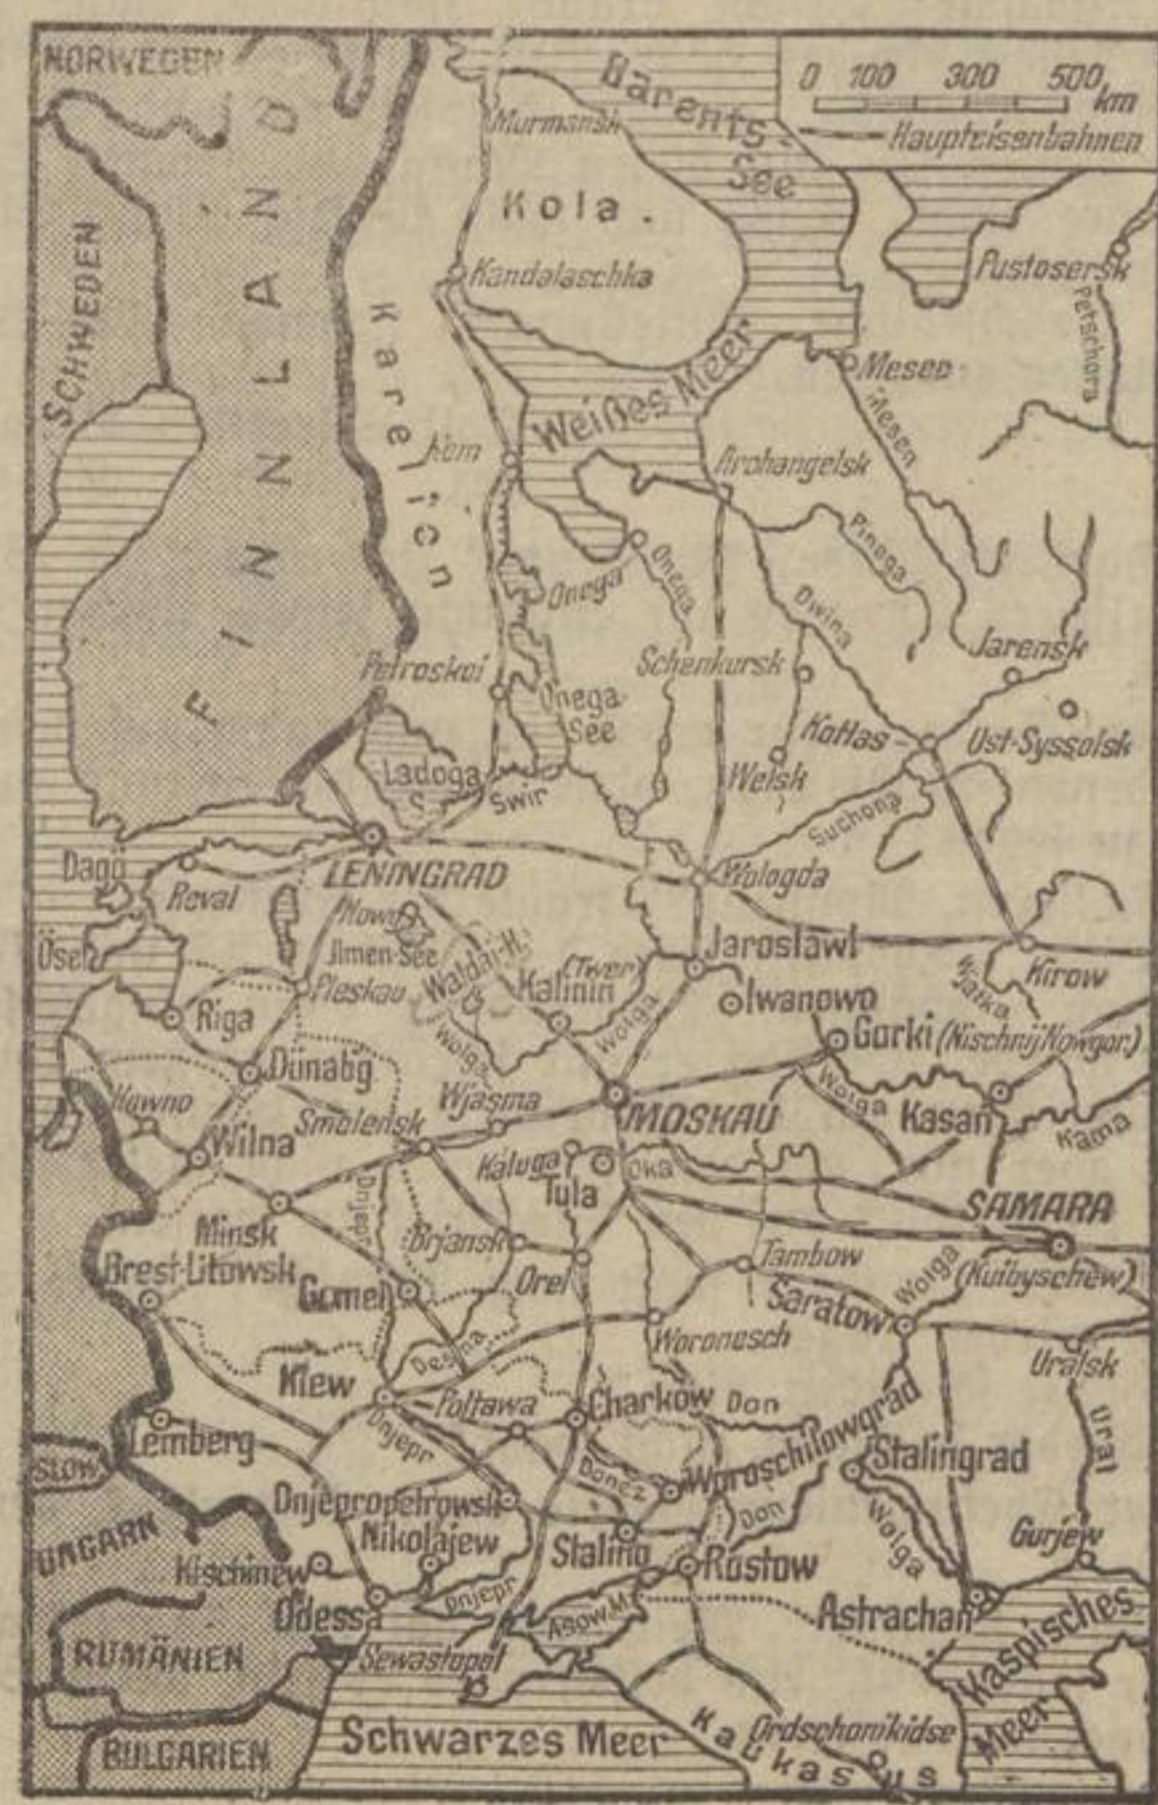 NORWEGEN
0 100 300 500 km
Haupteisenbahnen
Barents-
See
Murmansk
Kola
SCHWEDEN
FINNLAND
Kandalaschka
Pustosersk
Petschora
Karelien
Weißes Meer
Mesen
Kem
Archangelsk
Pinega
Onega
Onega
Dwina
Petroskoi
Schenkursk
Jarensk
Onega-
See
Kotlas
Ust-Syssolsk
Ladoga
S.
Swir
Welsk
Suchona
Dagö
Reval
LENINGRAD
Wologda
Ösel
Nowg.
Ilmen-See
Waldai-H.
(Twer)
Kalinin
Jaroslawl
Kirow
Wjatka
Pleskau
Wolga
Wolga
Iwanowo
Riga
Gorki (Nischnij Nowgor.)
Dünabg
Wolga
Kowno
Smolensk
Wjasma
MOSKAU
Kasan
Kama
Wilna
Kaluga
Tula
Oka
SAMARA
(Kuibyschew)
Minsk
Dnjepr
Brjansk
Orel
Tambow
Brest-Litowsk
Gomel
Saratow
Wolga
Woronesch
Desna
Uralsk
Kiew
Poltawa
Charkow
Don
Ural
Dnjepr
Lemberg
SLOW.
Donez
Woroschilowgrad
Stalingrad
Dnjepropetrowsk
Don
Wolga
UNGARN
Nikolajew
Stalino
Rostow
Gurjew
Kischinew
Odessa
Dnjepr
Asow. M.
Astrachan
RUMÄNIEN
Sewastopol
Kaspisches
Meer
Schwarzes Meer
Ordschonikidse
Kaukasus
BULGARIEN